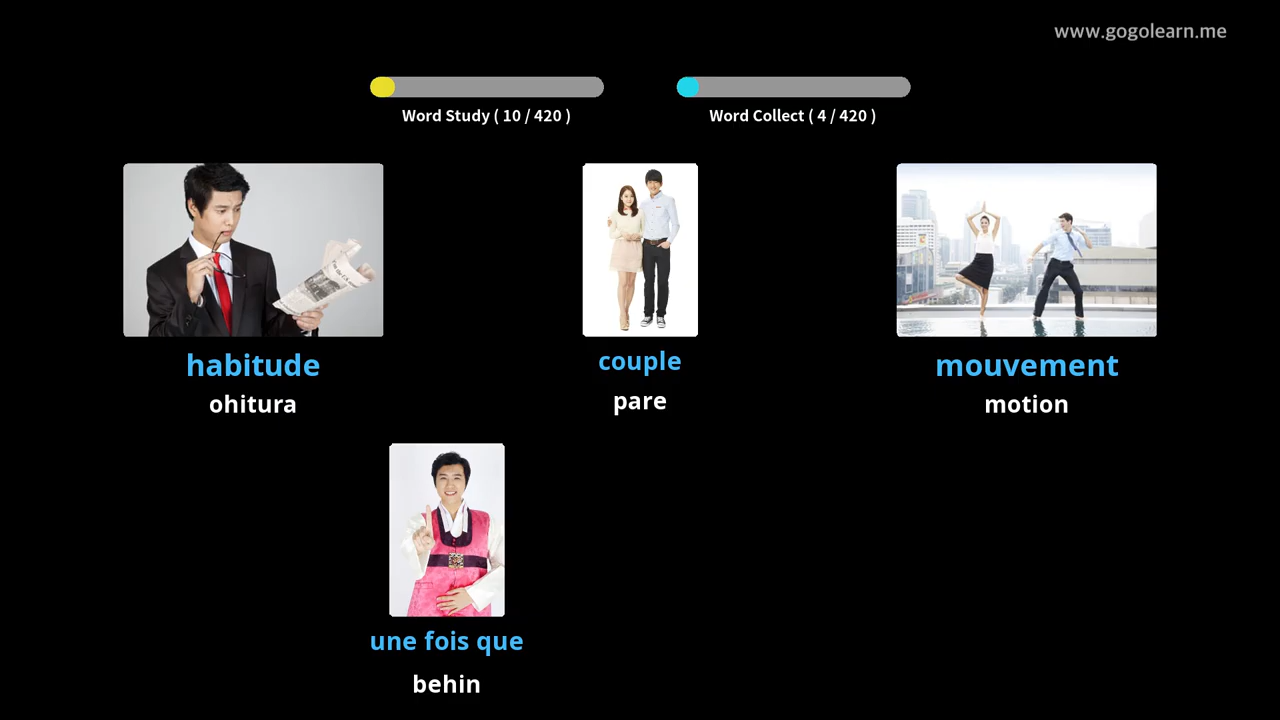 www.gogolearn.me
Word Study ( 10 / 420 )
Word Collect ( 4 / 420 )
habitude
ohitura
couple
pare
mouvement
motion
une fois que
behin